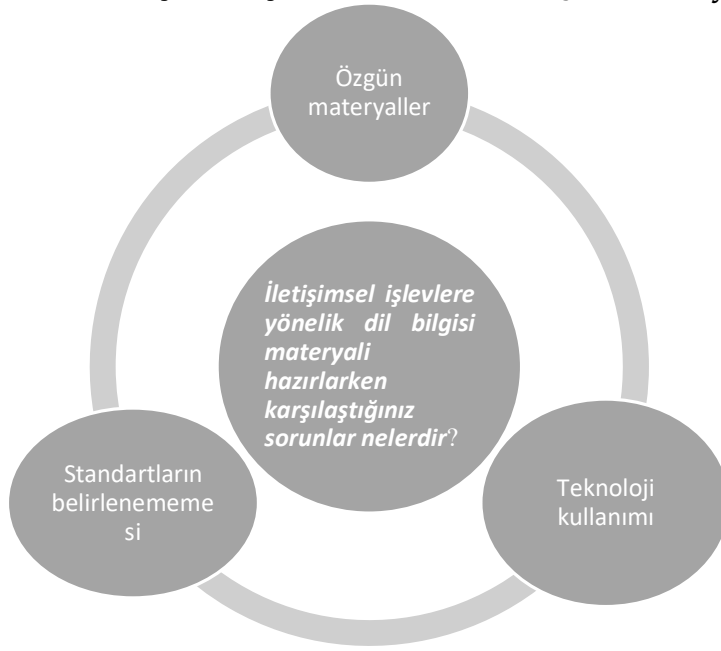 Özgün
materyaller
İletişimsel işlevlere
yönelik dil bilgisi
materyali
hazırlarken
karşılaştığınız
sorunlar nelerdir?
Standartların
belirlenememe
si
Teknoloji
kullanımı